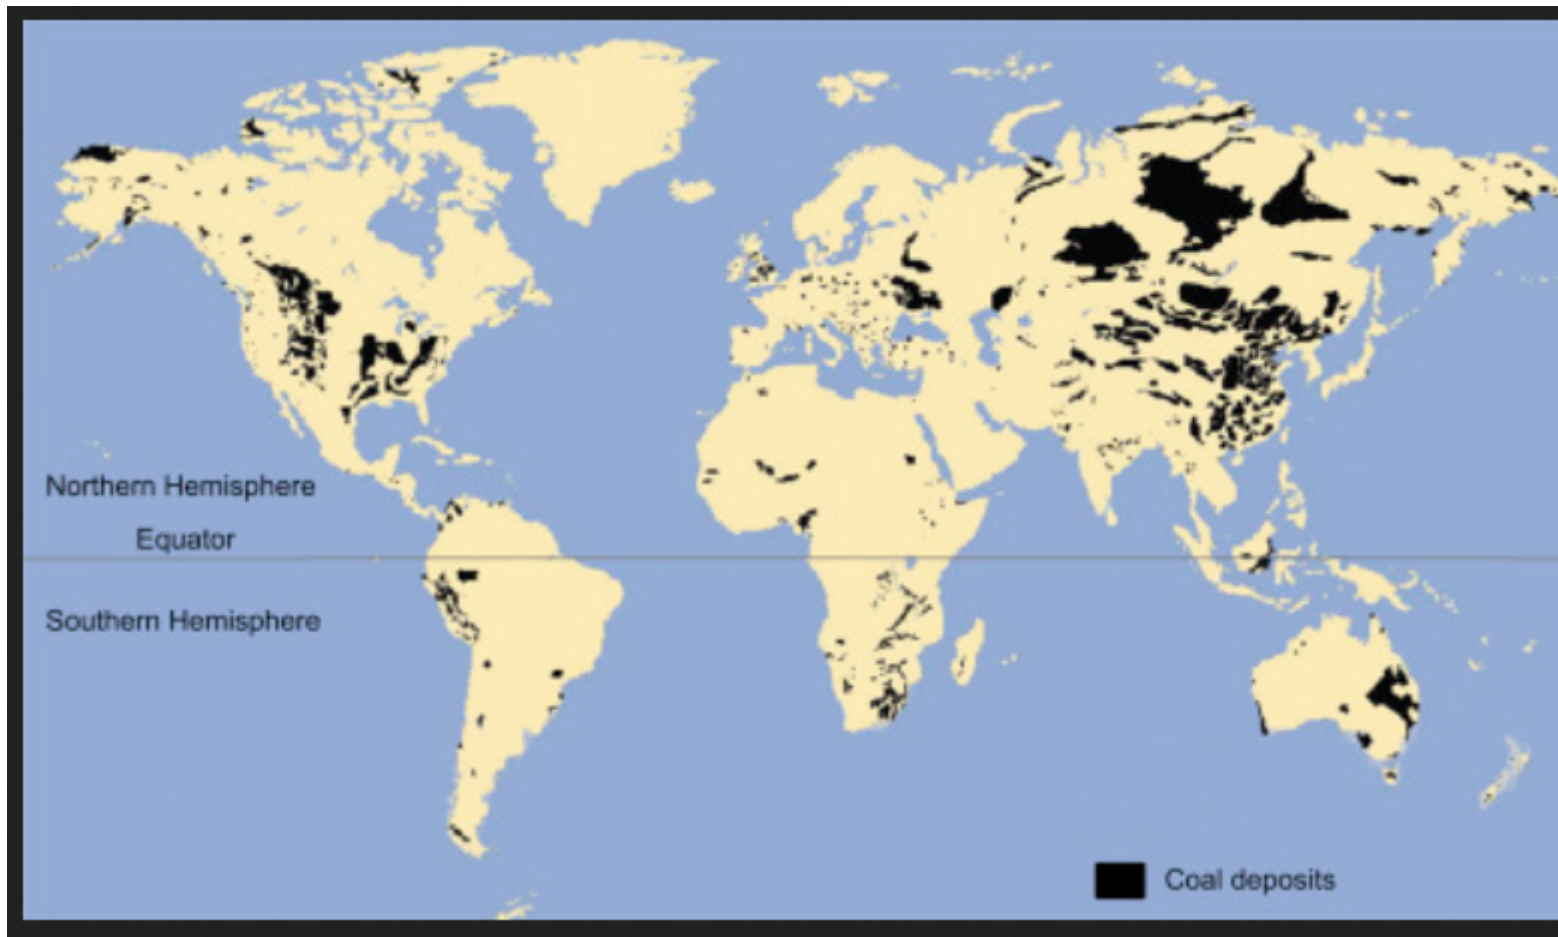 Northern Hemisphere
Equator
Southern Hemisphere
Coal deposits